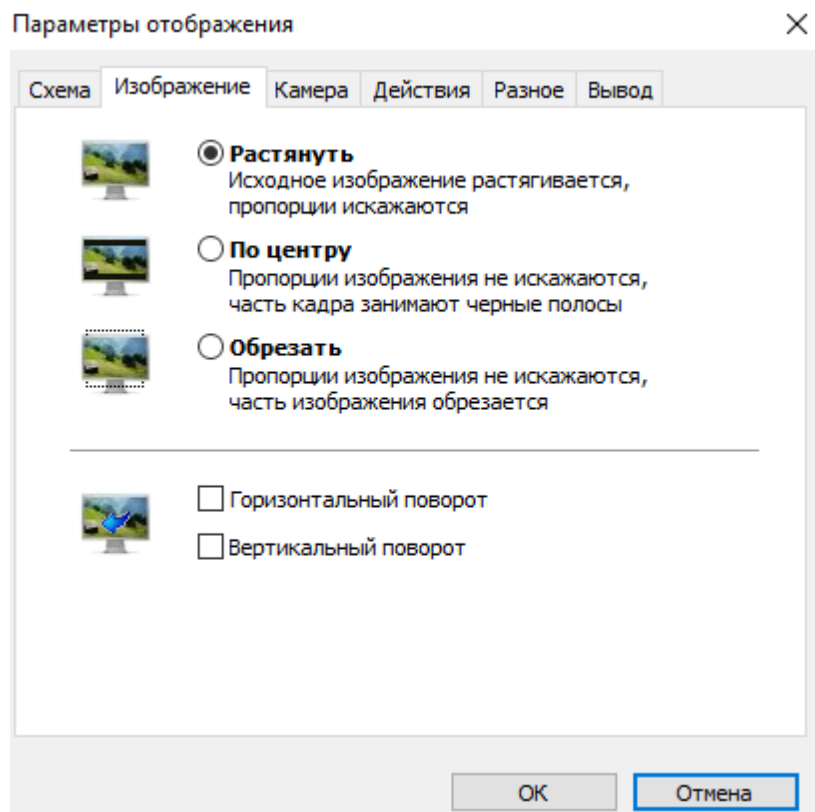 Параметры отображения
Схема Изображение Камера Действия Разное Вывод
Растянуть
Исходное изображение растягивается,
пропорции искажаются
По центру
Пропорции изображения не искажаются,
часть кадра занимают черные полосы
Обрезать
Пропорции изображения не искажаются,
часть изображения обрезается
Горизонтальный поворот
Вертикальный поворот
ОК Отмена